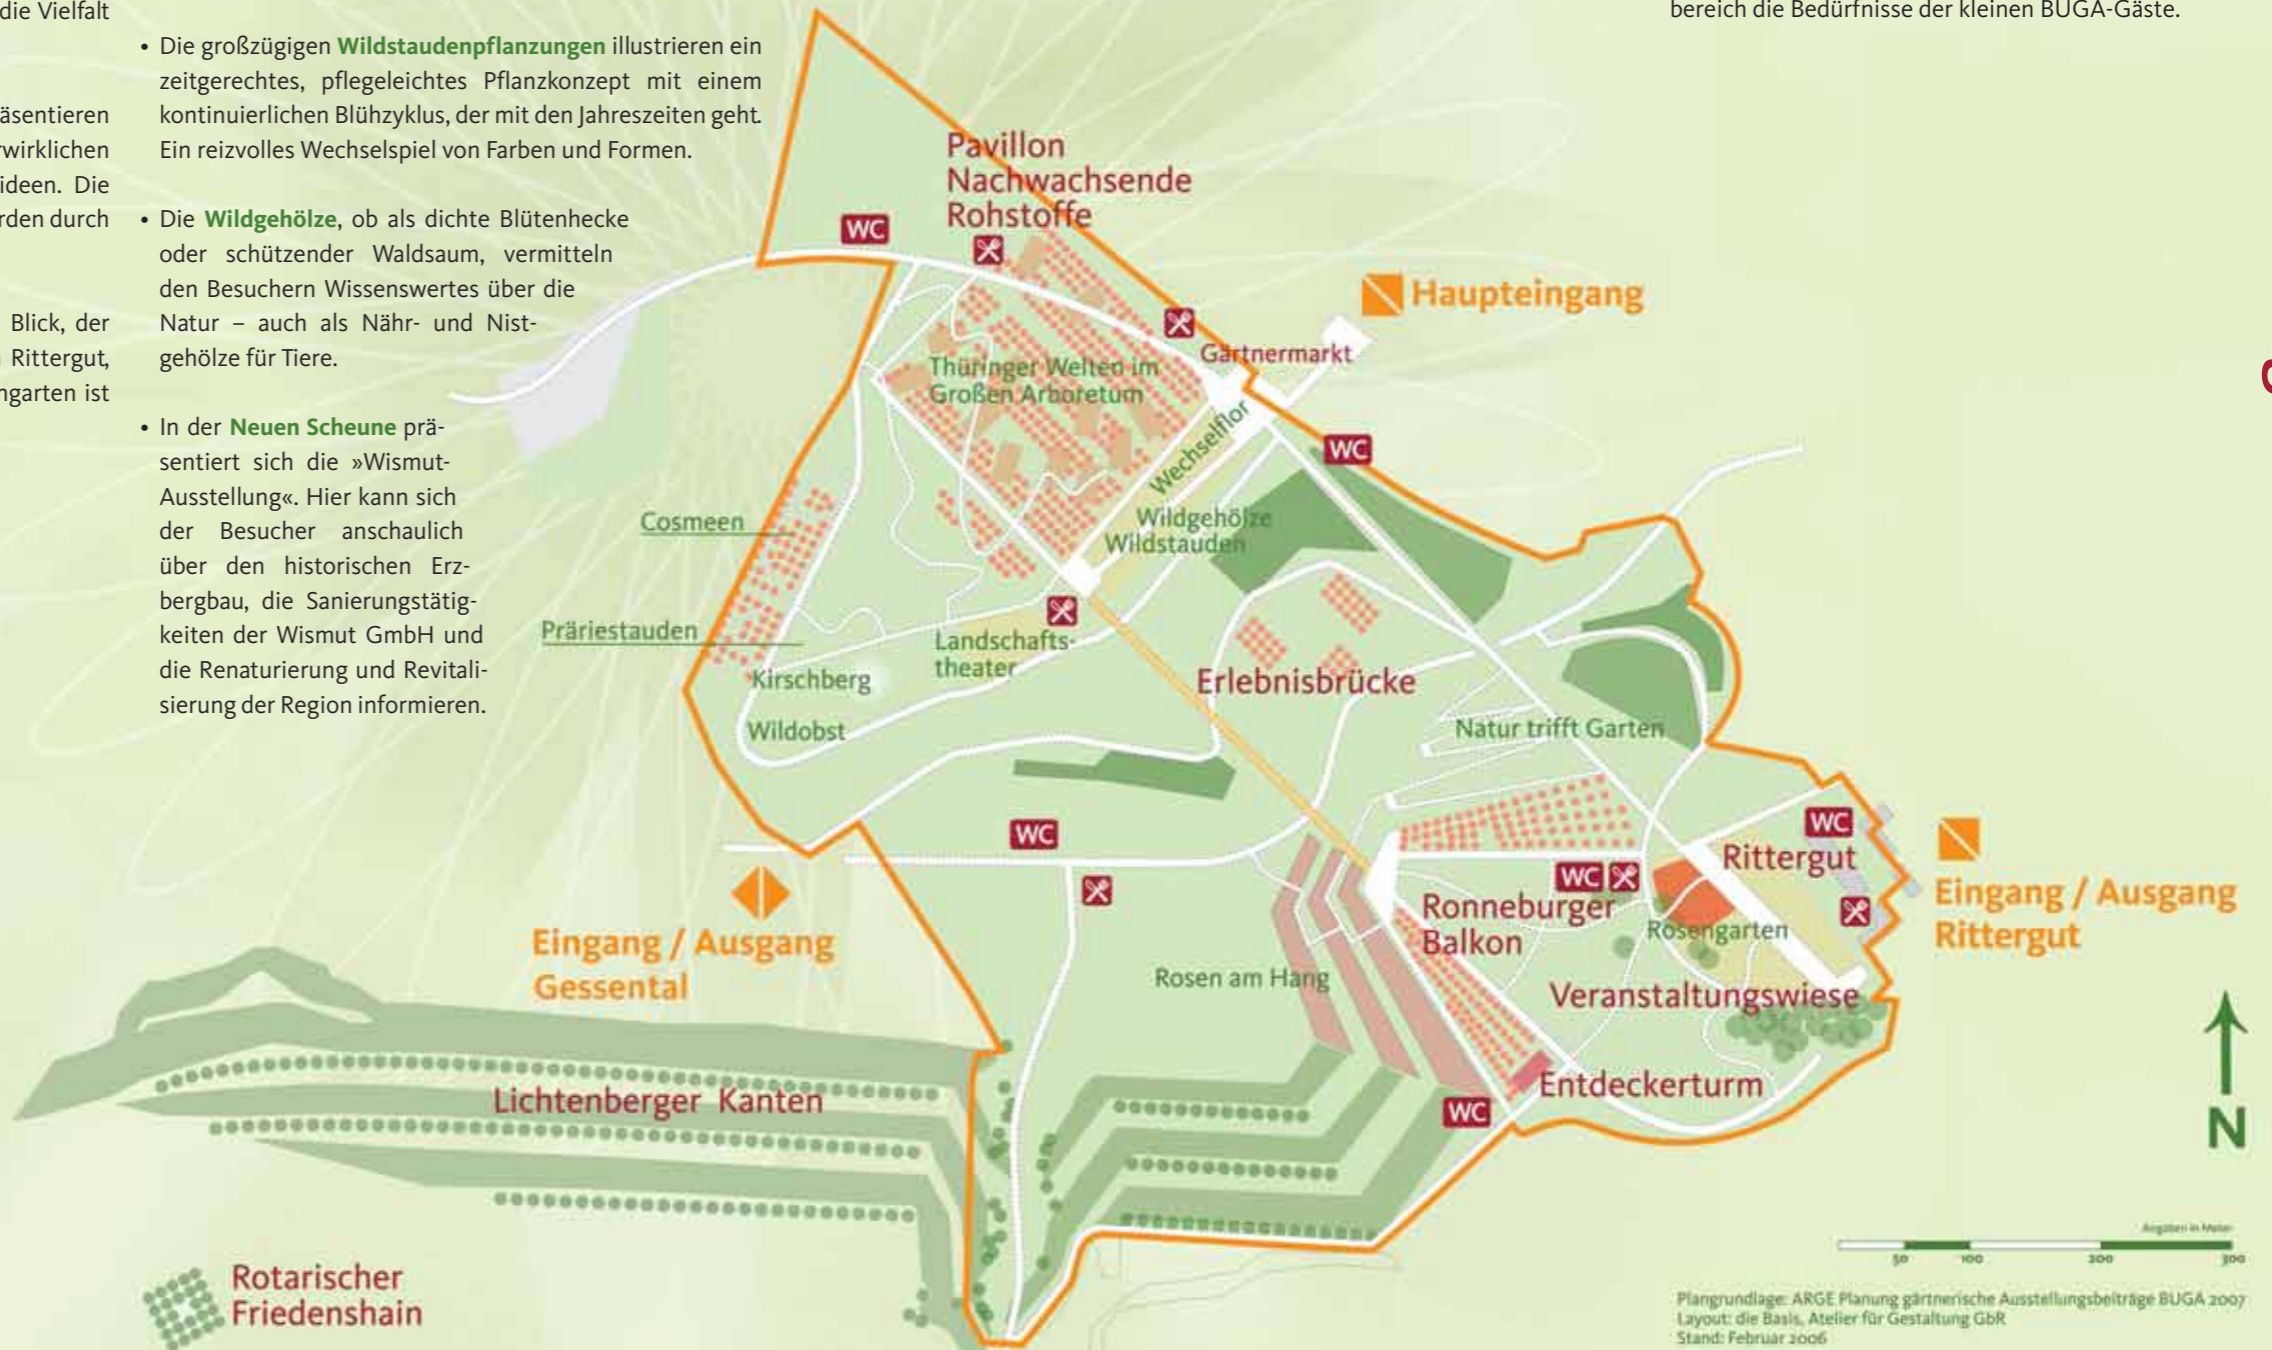 die Vielfalt
äsentieren
rwirklichen
ideen. Die
rden durch
Blick, der
Rittergut,
ngarten ist
• Die großzügigen Wildstaudenpflanzungen illustrieren ein
zeitgerechtes, pflegeleichtes Pflanzkonzept mit einem
kontinuierlichen Blühzyklus, der mit den Jahreszeiten geht.
Ein reizvolles Wechselspiel von Farben und Formen.
• Die Wildgehölze, ob als dichte Blütenhecke
oder schützender Waldsaum, vermitteln
den Besuchern Wissenswertes über die
Natur – auch als Nähr- und Nist-
gehölze für Tiere.
• In der Neuen Scheune prä-
sentiert sich die »Wismut-
Ausstellung«. Hier kann sich
der Besucher anschaulich
über den historischen Erz-
bergbau, die Sanierungstätig-
keiten der Wismut GmbH und
die Renaturierung und Revitali-
sierung der Region informieren.
bereich die Bedürfnisse der kleinen BUGA-Gäste.
Pavillon
Nachwachsende
Rohstoffe
WC
Haupteingang
Gärtnermarkt
Thüringer Welten im
Großen Arboretum
Wechselflor
WC
Cosmeen
Wildgehölze
Wildstauden
Präriestauden
Landschafts-
theater
Kirschberg
Erlebnisbrücke
Wildobst
Natur trifft Garten
WC
WC
Rittergut
WC
Eingang / Ausgang
Rittergut
Ronneburger
Balkon
Rosengarten
Eingang / Ausgang
Gessental
Rosen am Hang
Veranstaltungswiese
Entdeckerturm
WC
Lichtenberger Kanten
N
Rotarischer
Friedenshain
Angaben in Meter
50 100 200 300
Plangrundlage: ARGE Planung gärtnerische Ausstellungsbeiträge BUGA 2007
Layout: die Basis, Atelier für Gestaltung GbR
Stand: Februar 2006